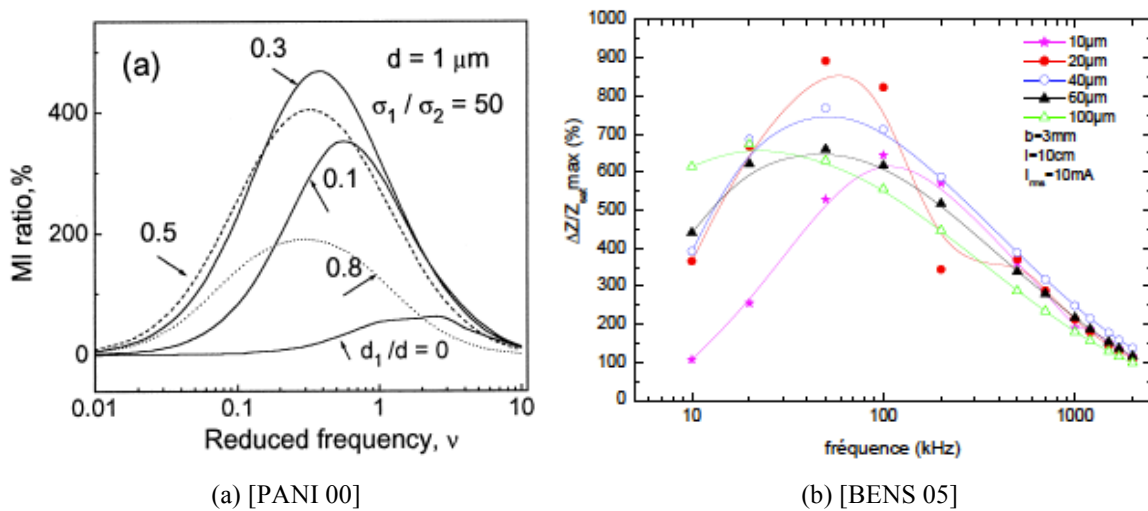 (a)
d = 1 μm
σ1 / σ2 = 50
0.3
0.1
0.5
0.8
d1/d = 0
MI ratio,%
400
200
0
0.01
0.1
1
10
Reduced frequency, ν
(a) [PANI 00]
1000
900
800
700
600
500
400
300
200
100
0
ΔZ/Zsatmax (%)
10μm
20μm
40μm
60μm
100μm
b=3mm
l=10cm
Irms=10mA
10
100
1000
fréquence (kHz)
(b) [BENS 05]